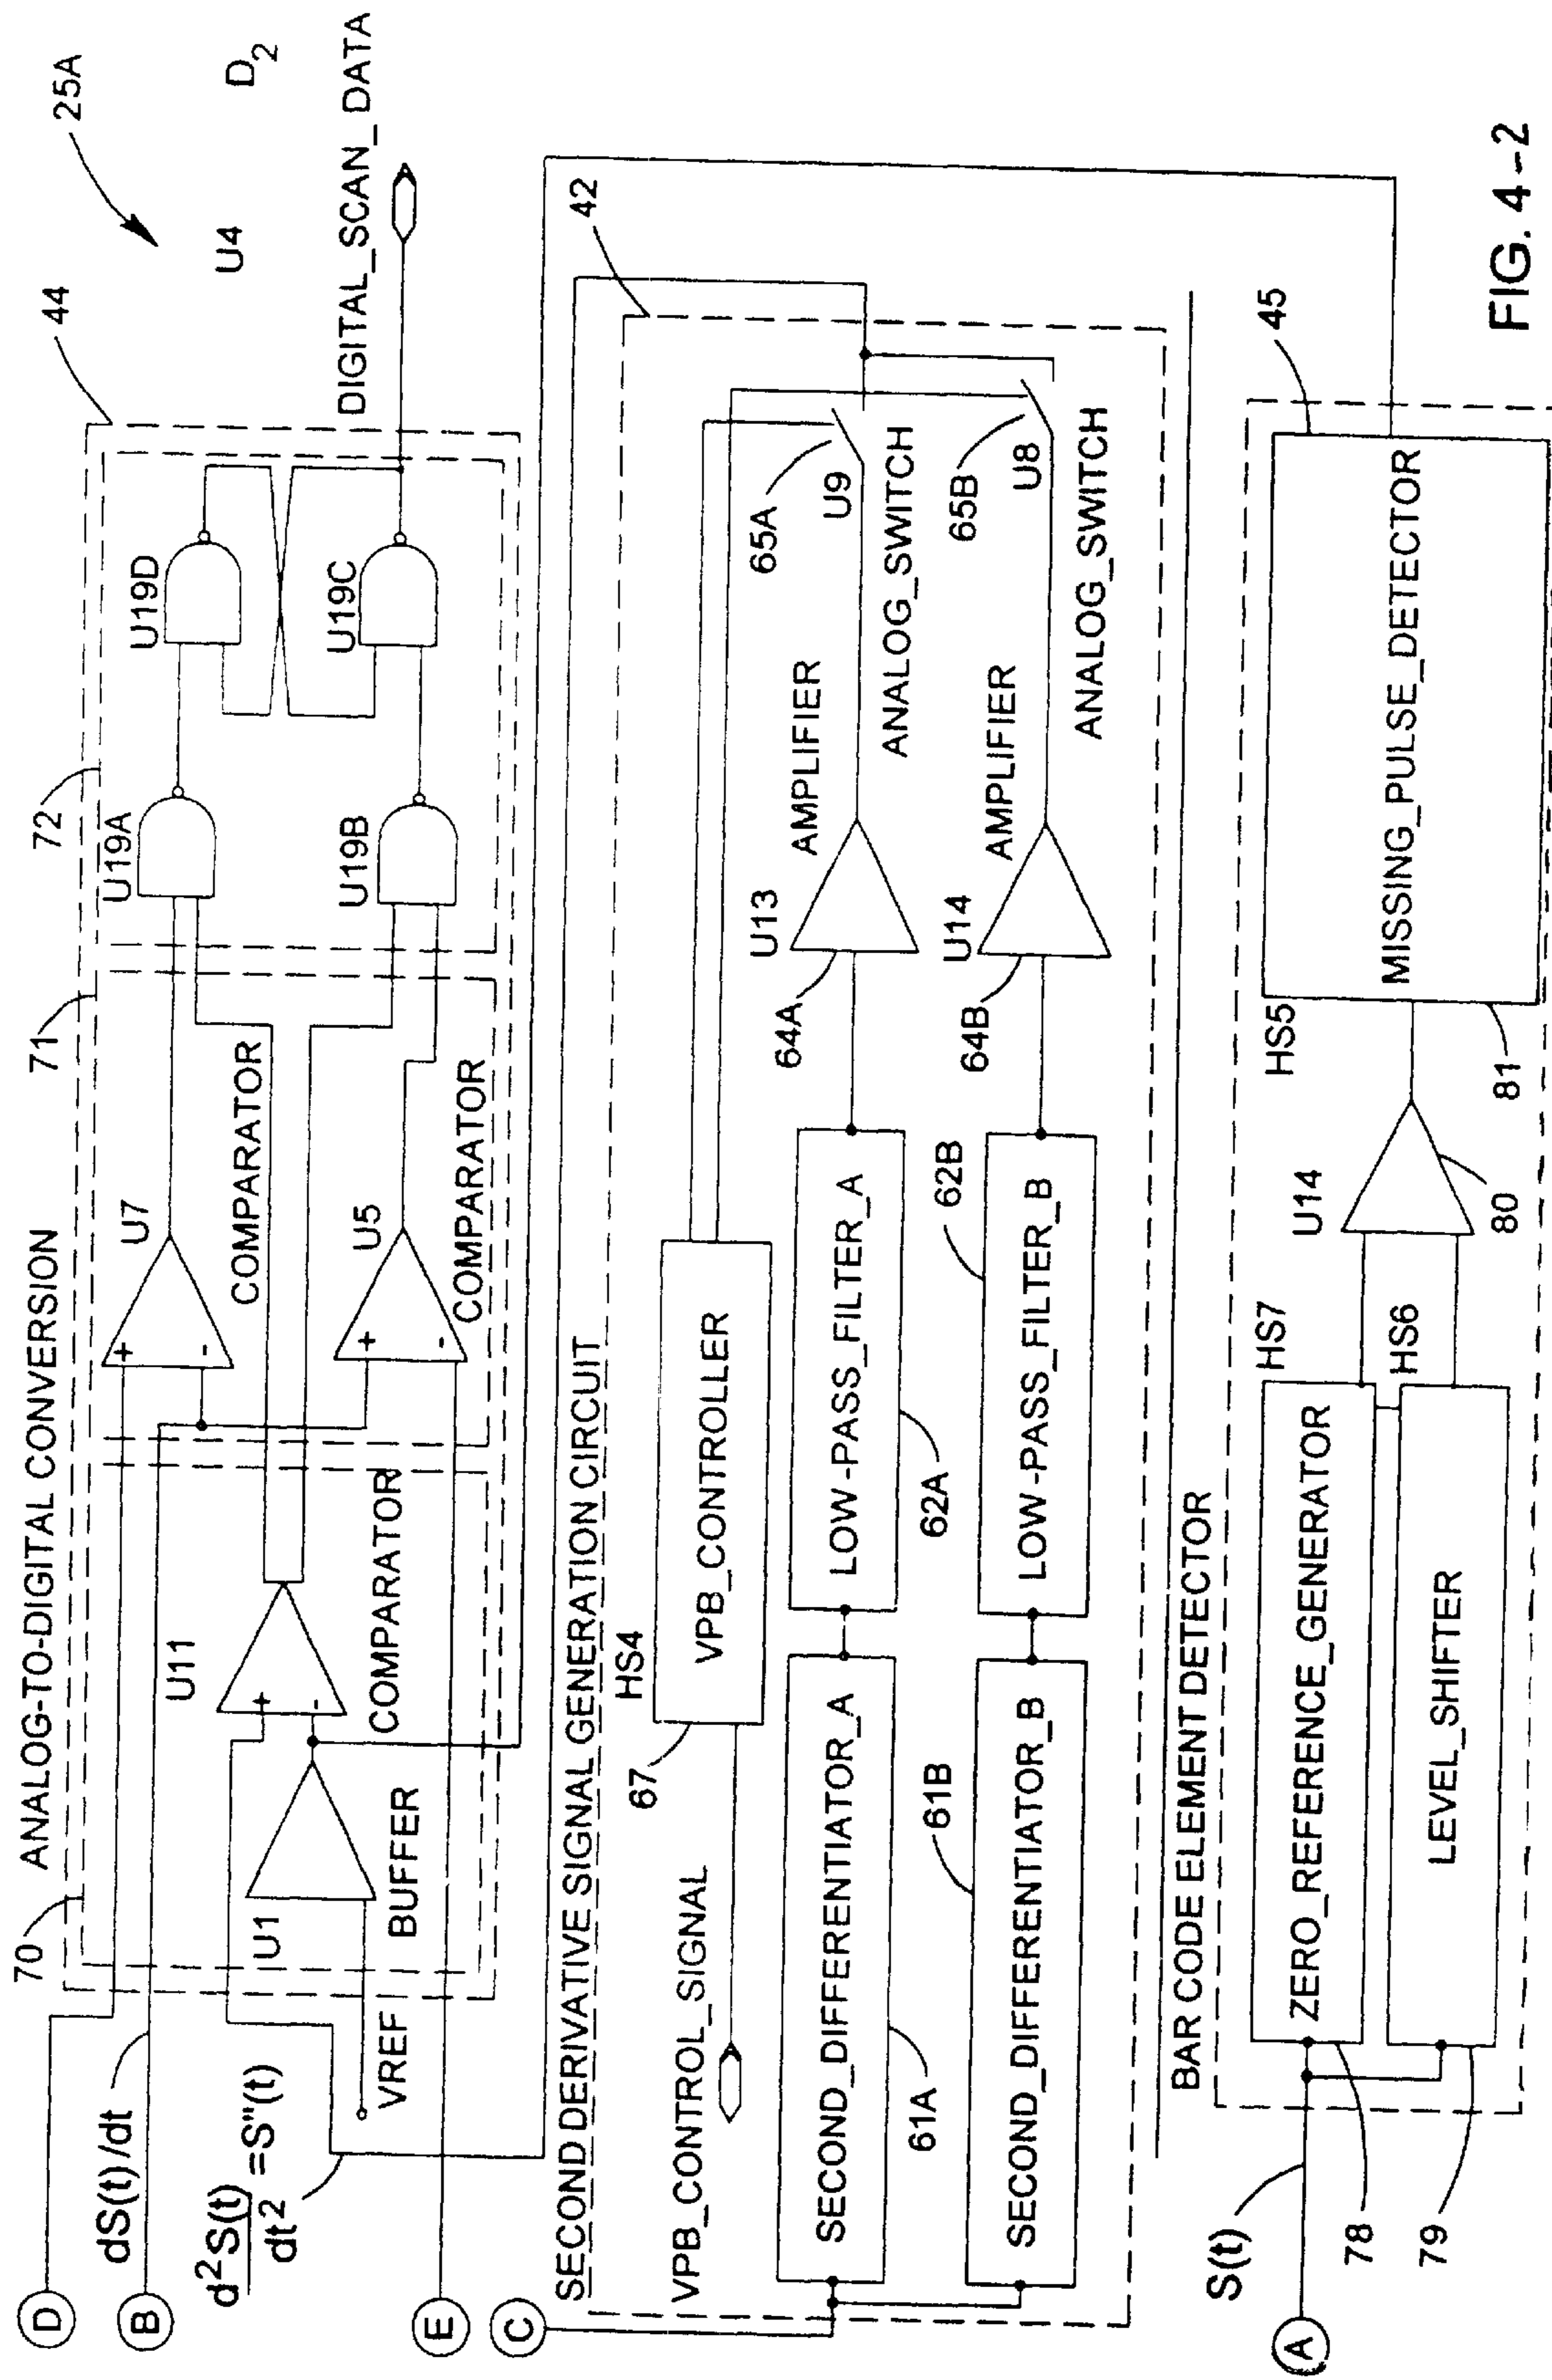 25A
44
U4
D2
70
ANALOG-TO-DIGITAL CONVERSION
71
72
D
B
dS(t)/dt
d²S(t)/dt² =S"(t)
E
C
VREF
U1
BUFFER
U11
COMPARATOR
U7
COMPARATOR
U5
COMPARATOR
U19A
U19B
U19D
U19C
DIGITAL_SCAN_DATA
SECOND DERIVATIVE SIGNAL GENERATION CIRCUIT
42
VPB_CONTROL_SIGNAL
67
HS4
VPB_CONTROLLER
SECOND_DIFFERENTIATOR_A
61A
LOW-PASS_FILTER_A
62A
64A
U13
AMPLIFIER
65A
U9
ANALOG_SWITCH
SECOND_DIFFERENTIATOR_B
61B
LOW-PASS_FILTER_B
62B
64B
U14
AMPLIFIER
65B
U8
ANALOG_SWITCH
BAR CODE ELEMENT DETECTOR
45
A
S(t)
78
ZERO_REFERENCE_GENERATOR
HS7
79
LEVEL_SHIFTER
HS6
U14
80
HS5
81
MISSING_PULSE_DETECTOR
FIG. 4-2